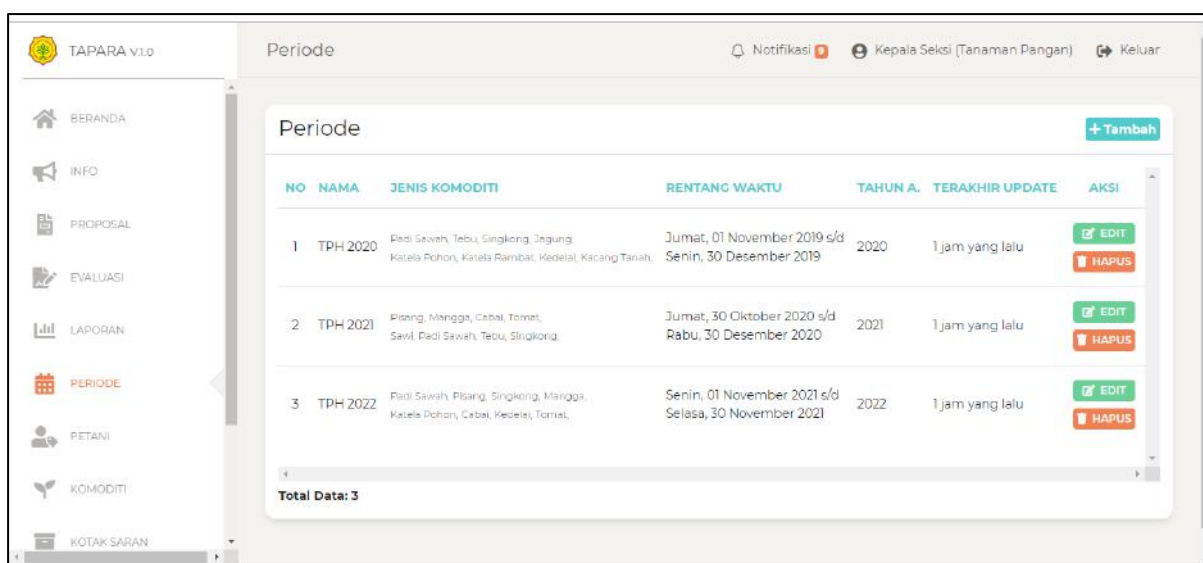 TAPARA V.1.0
Periode
Notifikasi 0
Kepala Seksi (Tanaman Pangan)
Keluar
BERANDA
INFO
PROPOSAL
EVALUASI
LAPORAN
PERIODE
PETANI
KOMODITI
KOTAK SARAN
Periode
+ Tambah
NO NAMA JENIS KOMODITI RENTANG WAKTU TAHUN A. TERAKHIR UPDATE AKSI
1 TPH 2020 Padi Sawah, Tebu, Singkong, Jagung, Jumat, 01 November 2019 s/d 2020 1 jam yang lalu EDIT
Katela Pohon, Katela Rambat, Kedelai, Kacang Tanah, Senin, 30 Desember 2019 HAPUS
2 TPH 2021 Pisang, Mangga, Cabai, Tomat, Jumat, 30 Oktober 2020 s/d 2021 1 jam yang lalu EDIT
Sawi, Padi Sawah, Tebu, Singkong, Rabu, 30 Desember 2020 HAPUS
3 TPH 2022 Padi Sawah, Pisang, Singkong, Mangga, Senin, 01 November 2021 s/d 2022 1 jam yang lalu EDIT
Katela Pohon, Cabai, Kedelai, Tomat, Selasa, 30 November 2021 HAPUS
Total Data: 3